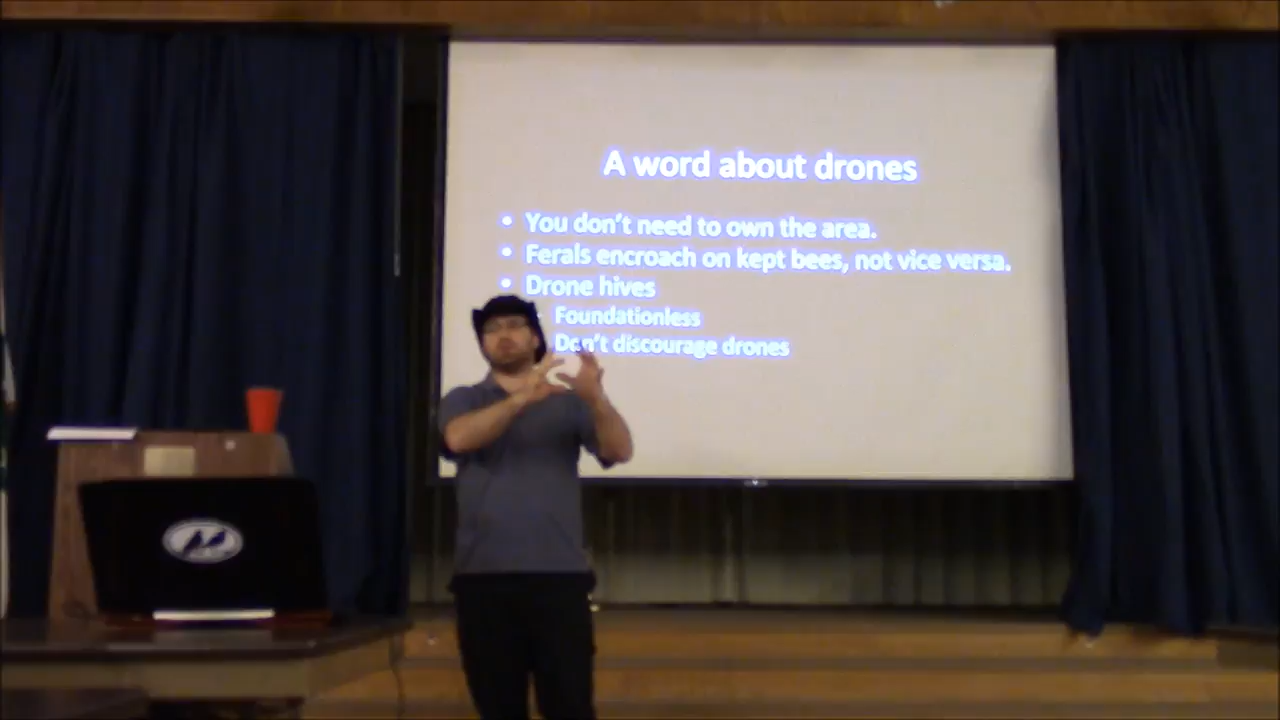 A word about drones
• You don't need to own the area.
• Ferals encroach on kept bees, not vice versa.
• Drone hives
Foundationless
Don't discourage drones